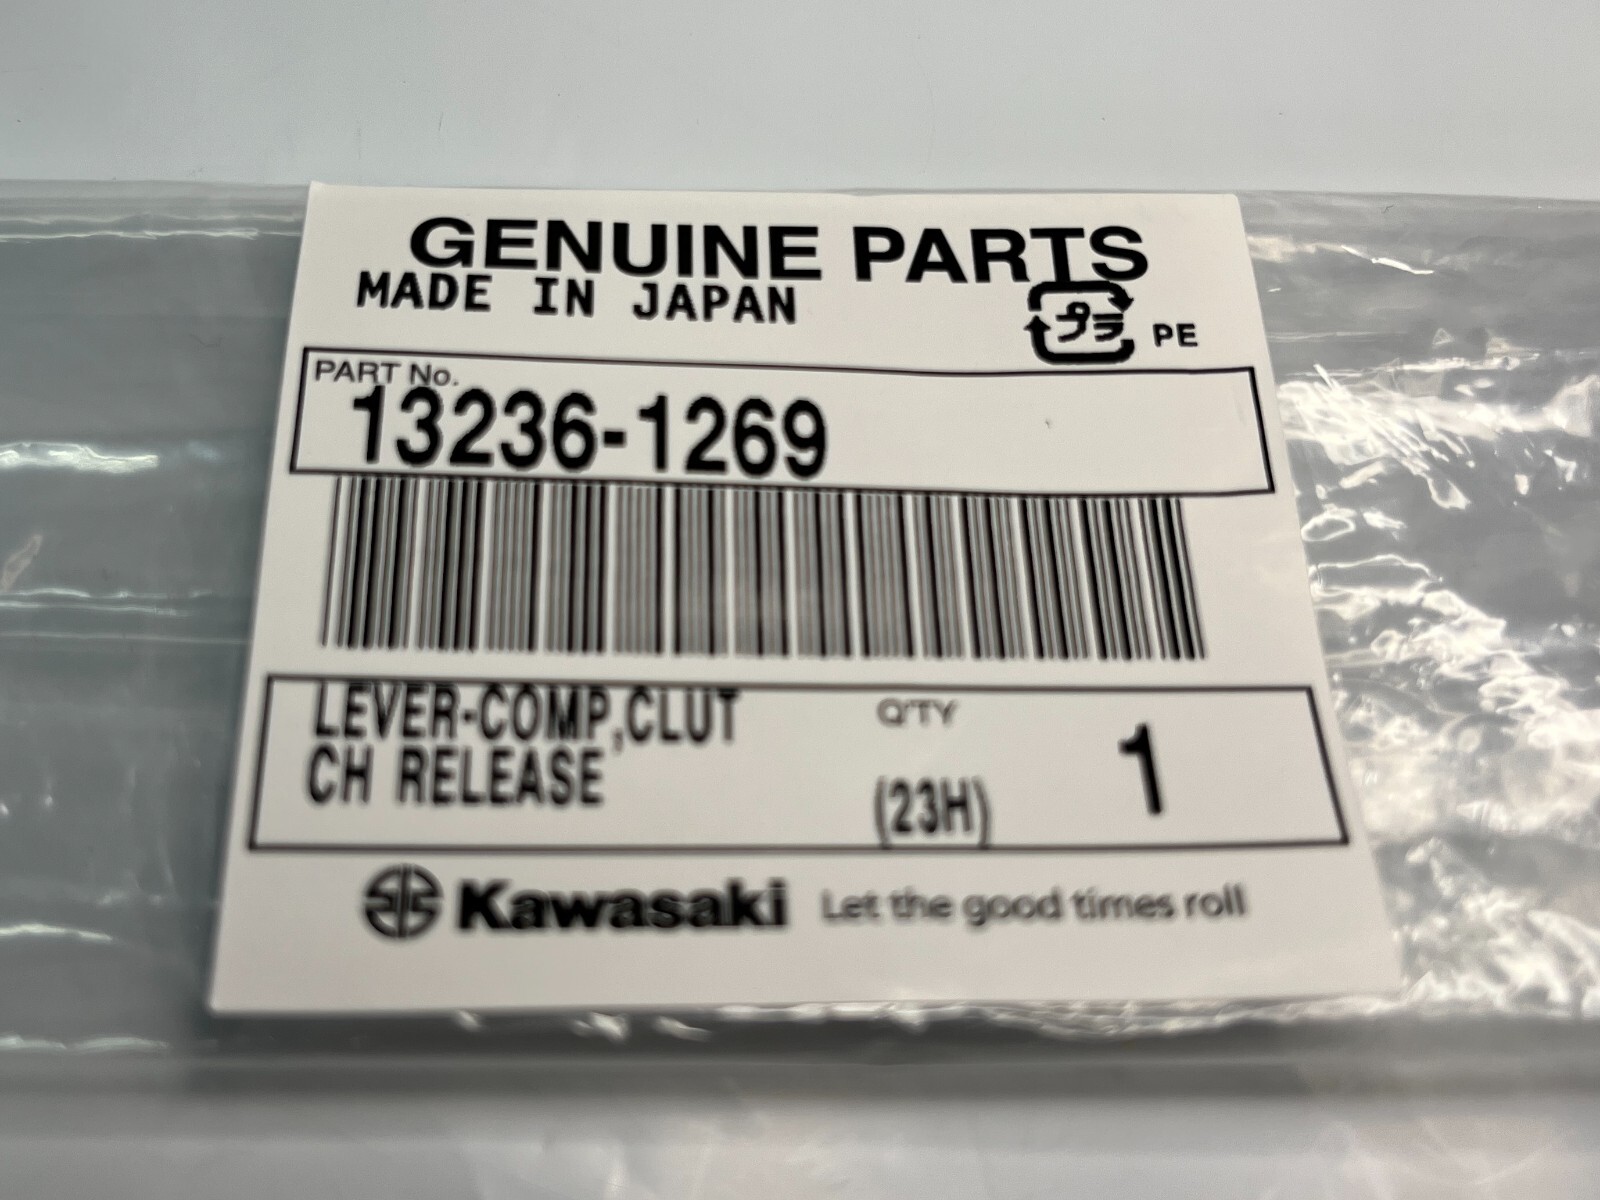 GENUINE PARTS
MADE IN JAPAN
プラ PE
PART No.
13236-1269
LEVER-COMP,CLUT
CH RELEASE
Q'TY
(23H)
1
Kawasaki Let the good times roll